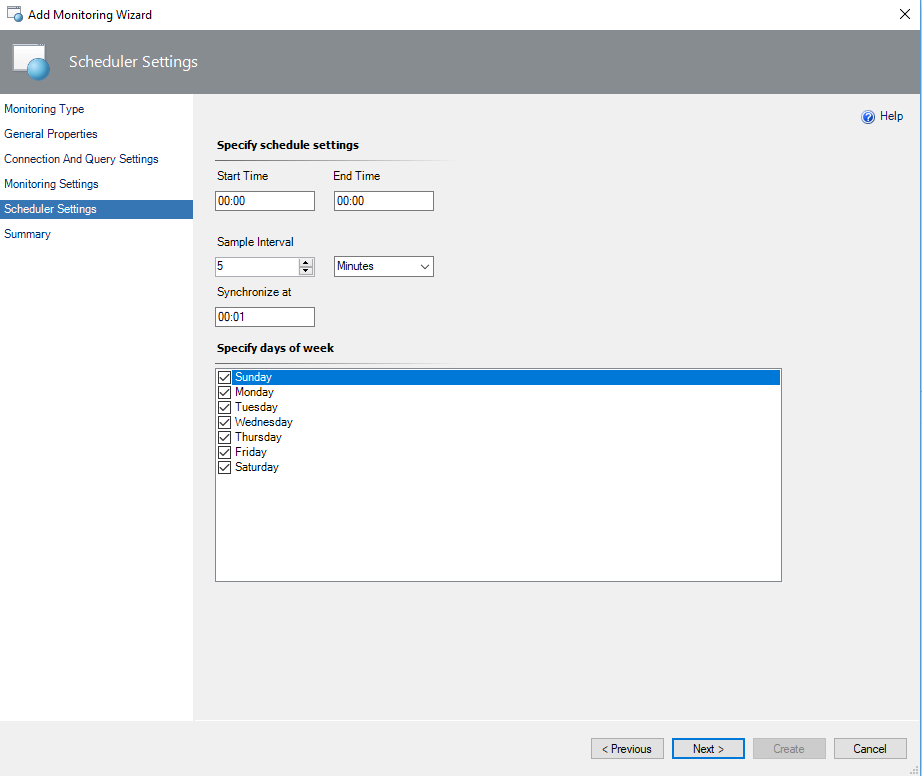 Add Monitoring Wizard
Scheduler Settings
Monitoring Type
General Properties
Connection And Query Settings
Monitoring Settings
Scheduler Settings
Summary
Help
Specify schedule settings
Start Time End Time
00:00 00:00
Sample Interval
5 Minutes
Synchronize at
00:01
Specify days of week
Sunday
Monday
Tuesday
Wednesday
Thursday
Friday
Saturday
< Previous Next > Create Cancel